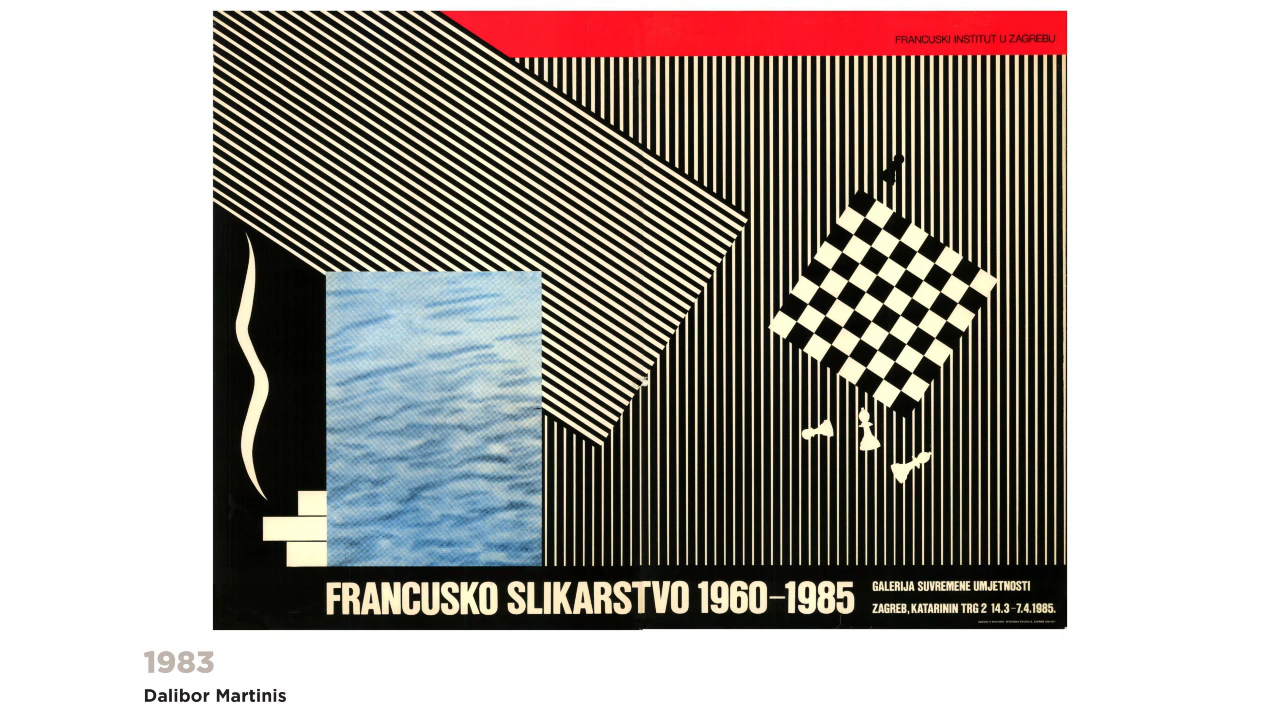 FRANCUSKI INSTITUT U ZAGREBU
FRANCUSKO SLIKARSTVO 1960–1985
GALERIJA SUVREMENE UMJETNOSTI
ZAGREB, KATARININ TRG 2 14.3–7.4.1985.
1983
Dalibor Martinis